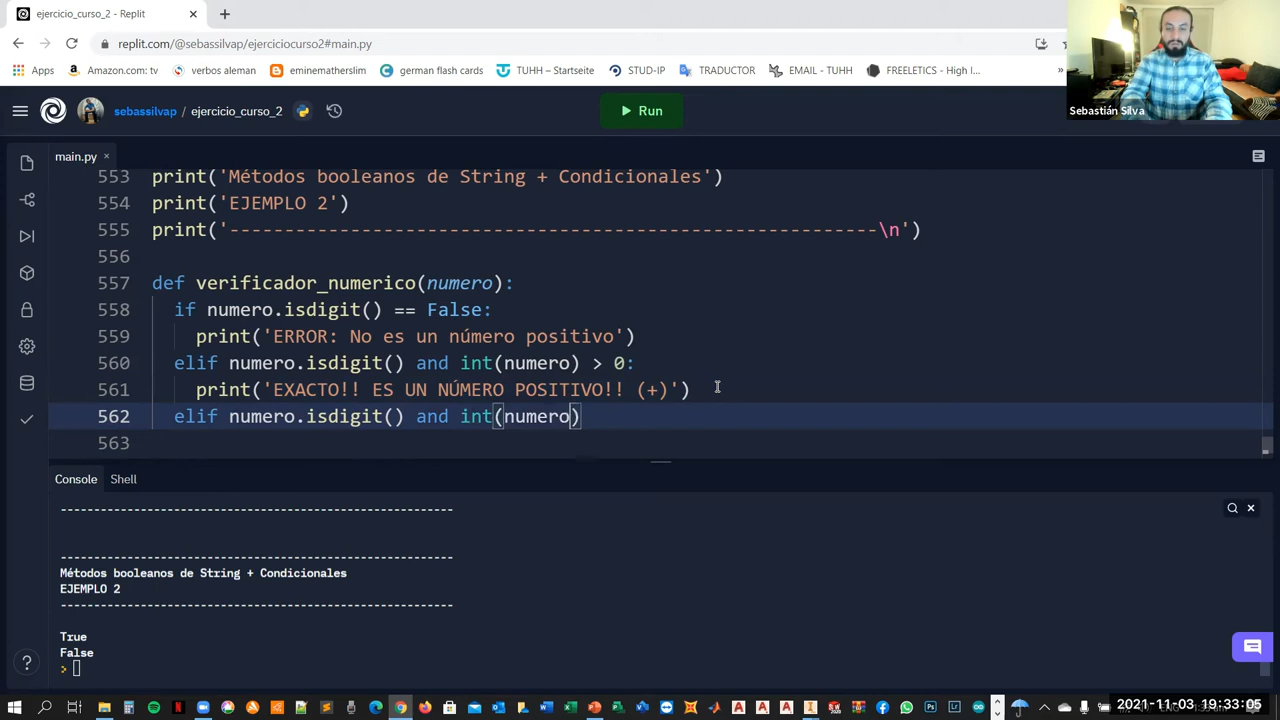 ejercicio_curso_2 - Replit
replit.com/@sebassilvap/ejerciciocurso2#main.py
Apps
Amazon.com: tv
verbos aleman
eminematherslim
german flash cards
TUHH – Startseite
STUD-IP
TRADUCTOR
EMAIL - TUHH
FREELETICS - High I...
»
Sebastián Silva
sebassilvap / ejercicio_curso_2
Run
main.py
553 print('Métodos booleanos de String + Condicionales')
554 print('EJEMPLO 2')
555 print('-----------------------------------------------------------\n')
556
557 def verificador_numerico(numero):
558 if numero.isdigit() == False:
559 print('ERROR: No es un número positivo')
560 elif numero.isdigit() and int(numero) > 0:
561 print('EXACTO!! ES UN NÚMERO POSITIVO!! (+)')
562 elif numero.isdigit() and int(numero)
563
Console
Shell
-----------------------------------------------------------
-----------------------------------------------------------
Métodos booleanos de String + Condicionales
EJEMPLO 2
-----------------------------------------------------------
True
False
>
2021-11-03 19:33:05